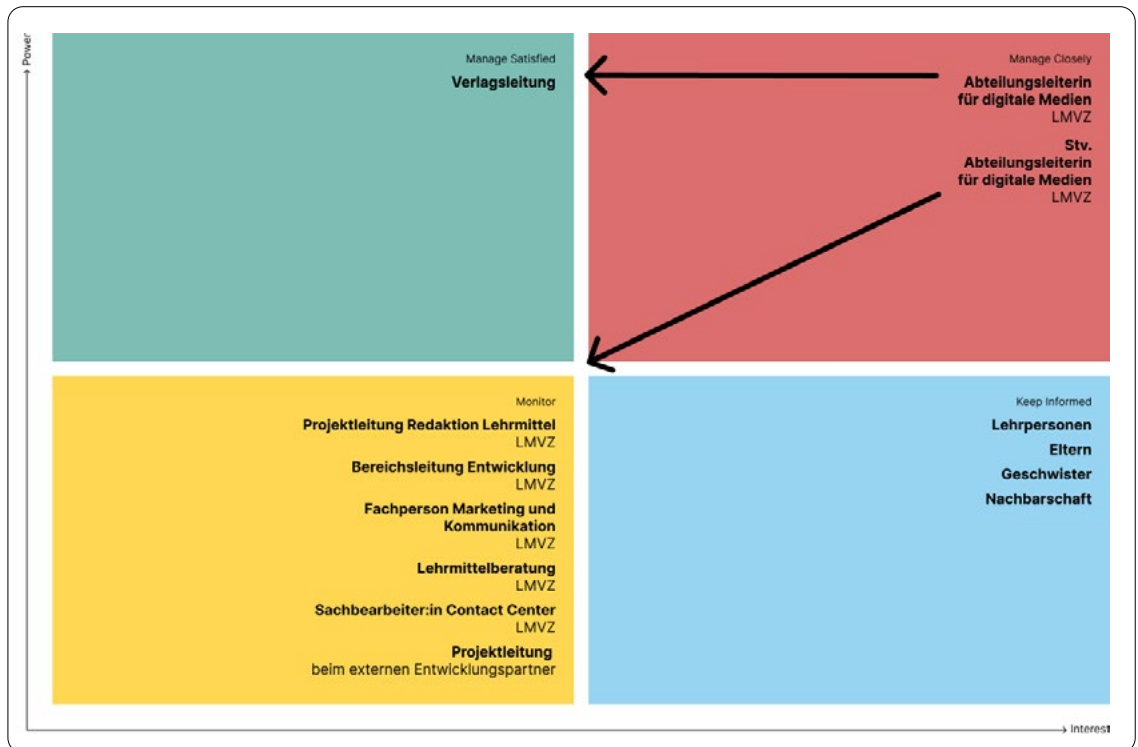 Power
Manage Satisfied
Verlagsleitung
Manage Closely
Abteilungsleiterin
für digitale Medien
LMVZ
Stv.
Abteilungsleiterin
für digitale Medien
LMVZ
Monitor
Projektleitung Redaktion Lehrmittel
LMVZ
Bereichsleitung Entwicklung
LMVZ
Fachperson Marketing und
Kommunikation
LMVZ
Lehrmittelberatung
LMVZ
Sachbearbeiter:in Contact Center
LMVZ
Projektleitung
beim externen Entwicklungspartner
Keep Informed
Lehrpersonen
Eltern
Geschwister
Nachbarschaft
Interest